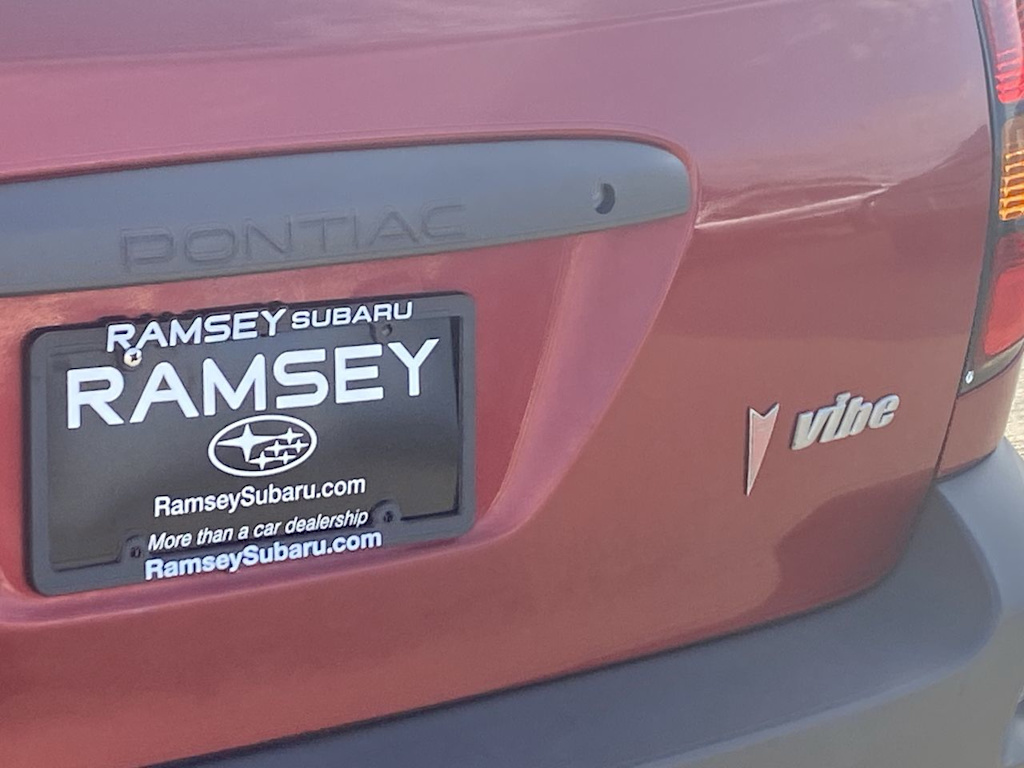 PONTIAC
RAMSEY SUBARU
RAMSEY
RamseySubaru.com
More than a car dealership
RamseySubaru.com
vibe